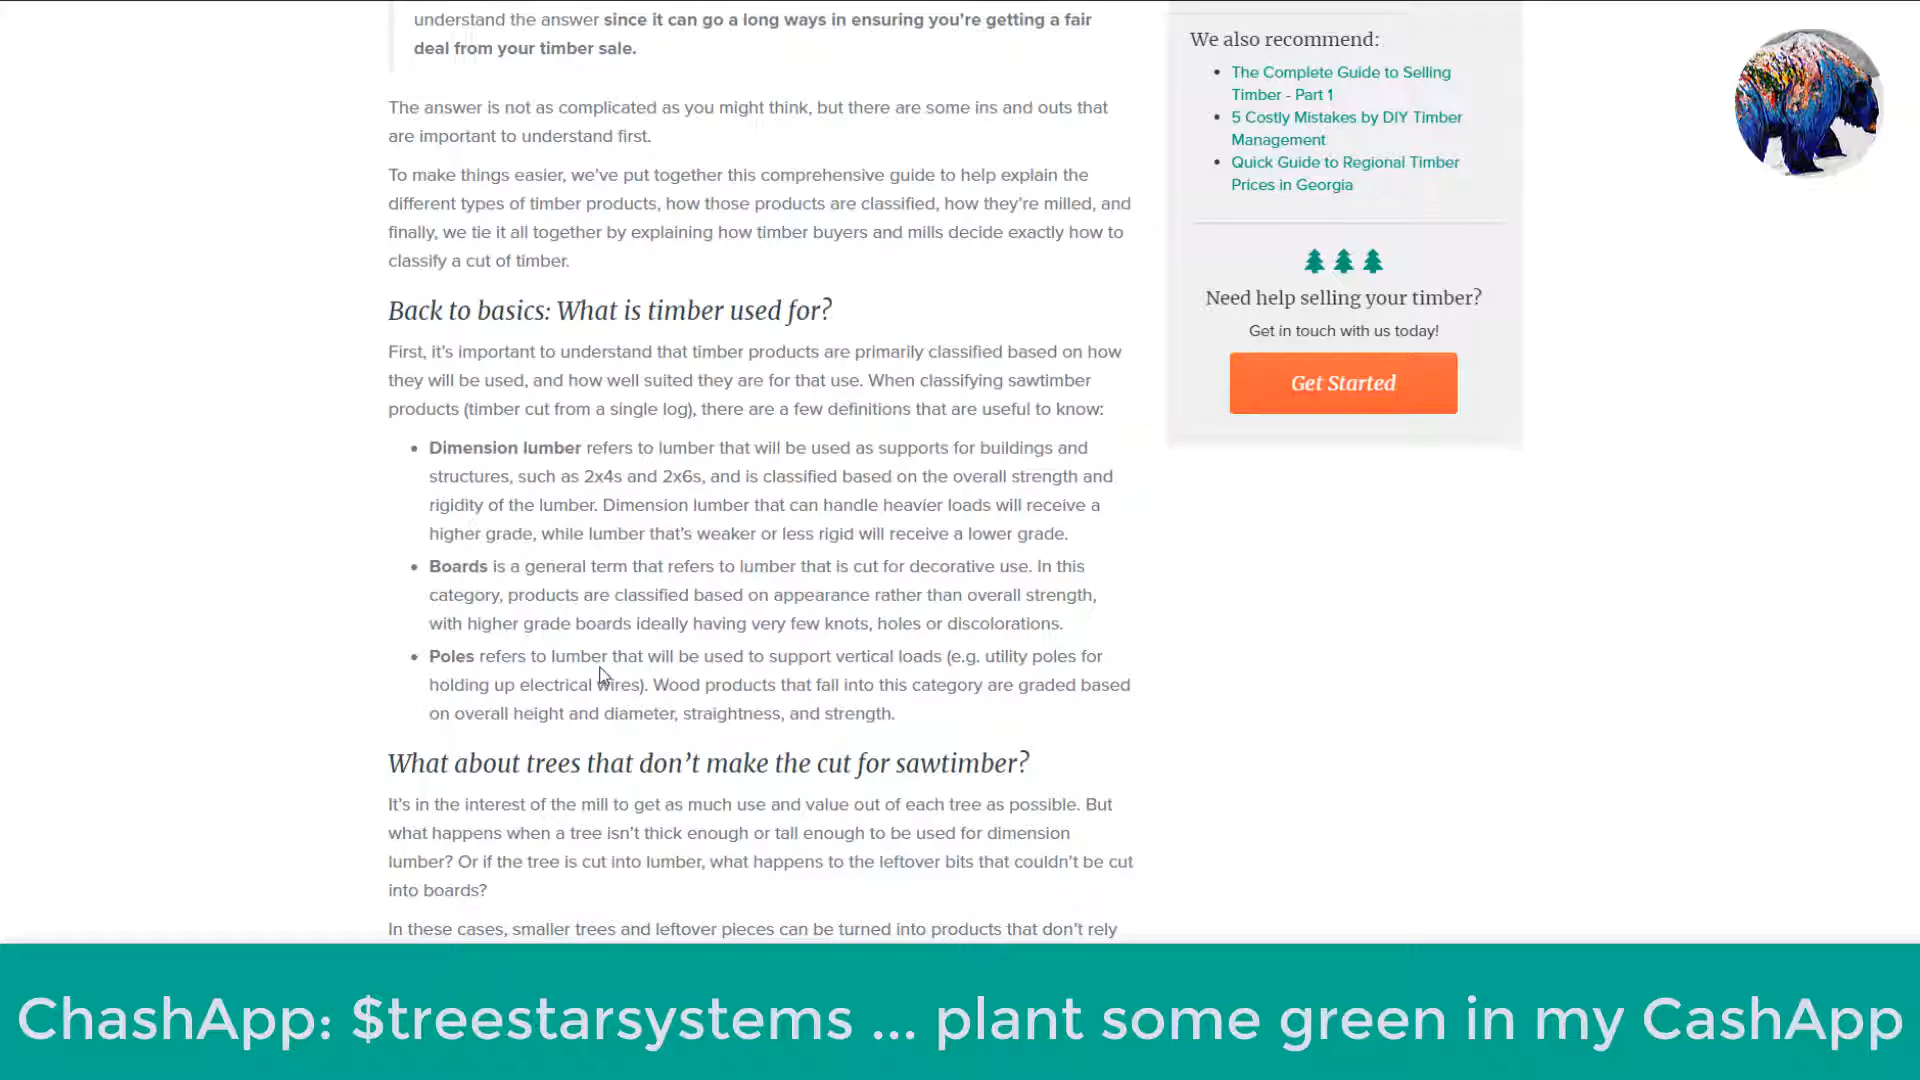 understand the answer since it can go a long ways in ensuring you're getting a fair
deal from your timber sale.
The answer is not as complicated as you might think, but there are some ins and outs that
are important to understand first.
To make things easier, we've put together this comprehensive guide to help explain the
different types of timber products, how those products are classified, how they're milled, and
finally, we tie it all together by explaining how timber buyers and mills decide exactly how to
classify a cut of timber.
Back to basics: What is timber used for?
First, it's important to understand that timber products are primarily classified based on how
they will be used, and how well suited they are for that use. When classifying sawtimber
products (timber cut from a single log), there are a few definitions that are useful to know:
• Dimension lumber refers to lumber that will be used as supports for buildings and
structures, such as 2x4s and 2x6s, and is classified based on the overall strength and
rigidity of the lumber. Dimension lumber that can handle heavier loads will receive a
higher grade, while lumber that's weaker or less rigid will receive a lower grade.
• Boards is a general term that refers to lumber that is cut for decorative use. In this
category, products are classified based on appearance rather than overall strength,
with higher grade boards ideally having very few knots, holes or discolorations.
• Poles refers to lumber that will be used to support vertical loads (e.g. utility poles for
holding up electrical wires). Wood products that fall into this category are graded based
on overall height and diameter, straightness, and strength.
What about trees that don't make the cut for sawtimber?
It's in the interest of the mill to get as much use and value out of each tree as possible. But
what happens when a tree isn't thick enough or tall enough to be used for dimension
lumber? Or if the tree is cut into lumber, what happens to the leftover bits that couldn't be cut
into boards?
In these cases, smaller trees and leftover pieces can be turned into products that don't rely
We also recommend:
• The Complete Guide to Selling
Timber - Part 1
• 5 Costly Mistakes by DIY Timber
Management
• Quick Guide to Regional Timber
Prices in Georgia
Need help selling your timber?
Get in touch with us today!
Get Started
ChashApp: $treestarsystems ... plant some green in my CashApp